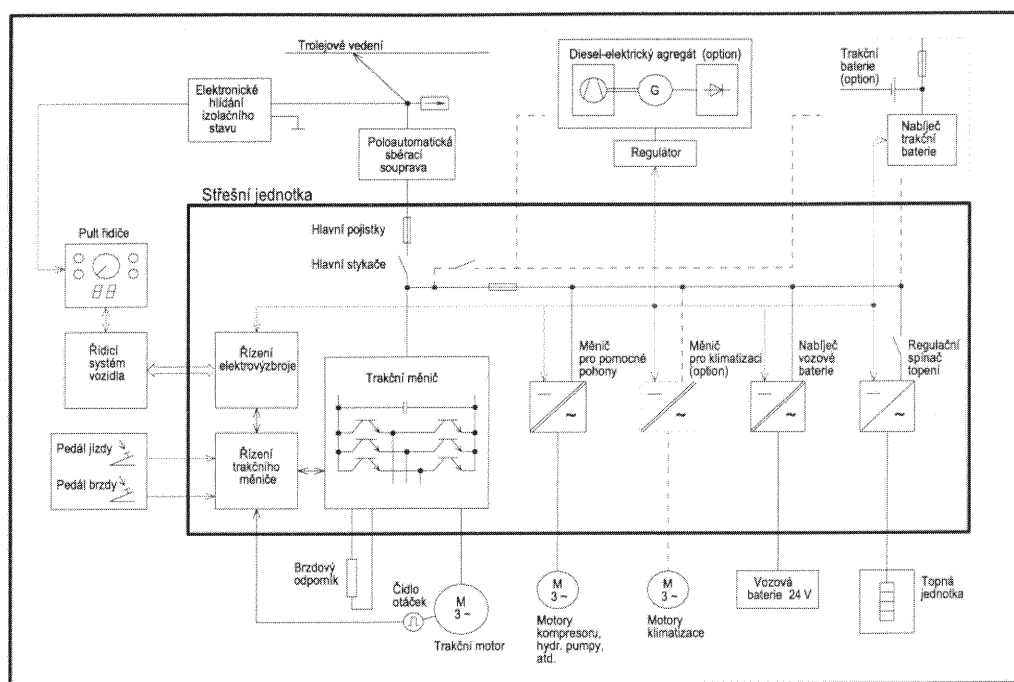 Trolejové vedení
Diesel-elektrický agregát (option)
G
Trakční
baterie
(option)
Elektronické
hlídání
izolačního
stavu
Poloautomatická
sběrací
souprava
Regulátor
Nabíječ
trakční
baterie
Střešní jednotka
Pult řidiče
88
Hlavní pojistky
Hlavní stykače
Řídicí
systém
vozidla
Řízení
elektrovýzbroje
Trakční měnič
Měnič
pro pomocné
pohony
~
Měnič
pro klimatizaci
(option)
~
Nabíječ
vozové
baterie
~
Regulační
spínač
topení
~
Pedál jízdy
Pedál brzdy
Řízení
trakčního
měniče
Brzdový
odporník
Čidlo
otáček
M
3 ~
Trakční motor
M
3 ~
Motory
kompresoru,
hydr. pumpy,
atd.
M
3 ~
Motory
klimatizace
Vozová
baterie 24 V
Topná
jednotka